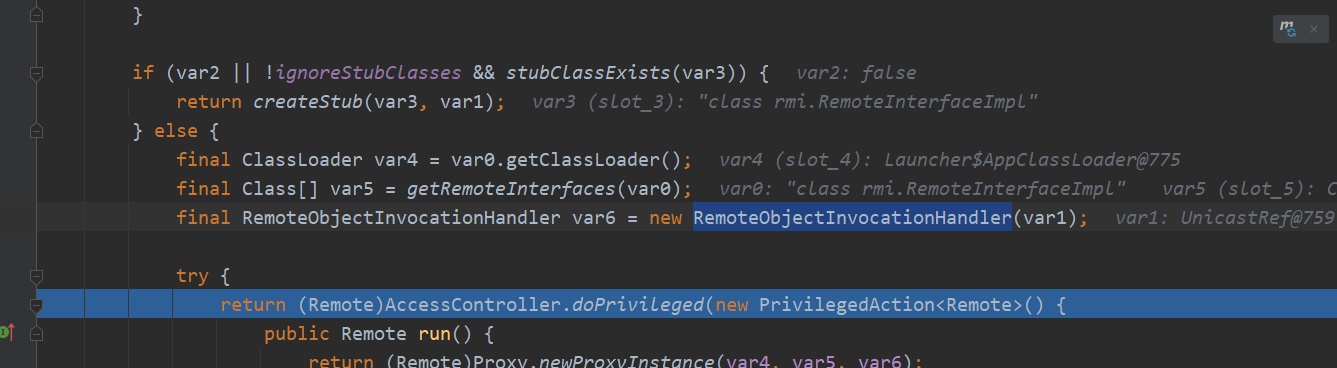 }
if (var2 || !ignoreStubClasses && stubClassExists(var3)) {  var2: false
return createStub(var3, var1);  var3 (slot_3): "class rmi.RemoteInterfaceImpl"
} else {
final ClassLoader var4 = var0.getClassLoader();  var4 (slot_4): Launcher$AppClassLoader@775
final Class[] var5 = getRemoteInterfaces(var0);  var0: "class rmi.RemoteInterfaceImpl"  var5 (slot_5): C
final RemoteObjectInvocationHandler var6 = new RemoteObjectInvocationHandler(var1);  var1: UnicastRef@759
try {
return (Remote)AccessController.doPrivileged(new PrivilegedAction<Remote>() {
public Remote run() {
return (Remote)Proxy.newProxyInstance(var4, var5, var6);